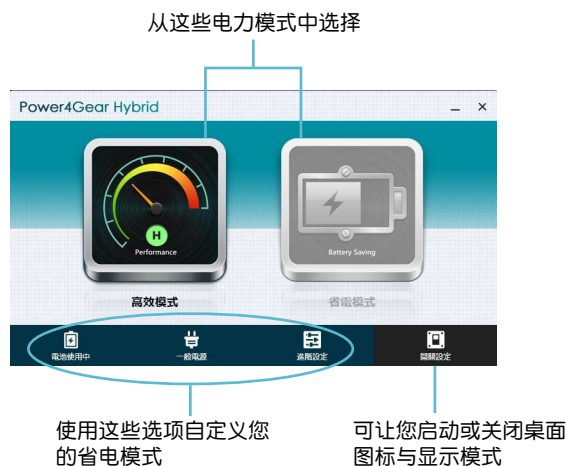 从这些电力模式中选择
Power4Gear Hybrid
H
Performance
Battery Saving
高效模式
省電模式
電池使用中
一般電源
進階設定
開關設定
使用这些选项自定义您
的省电模式
可让您启动或关闭桌面
图标与显示模式